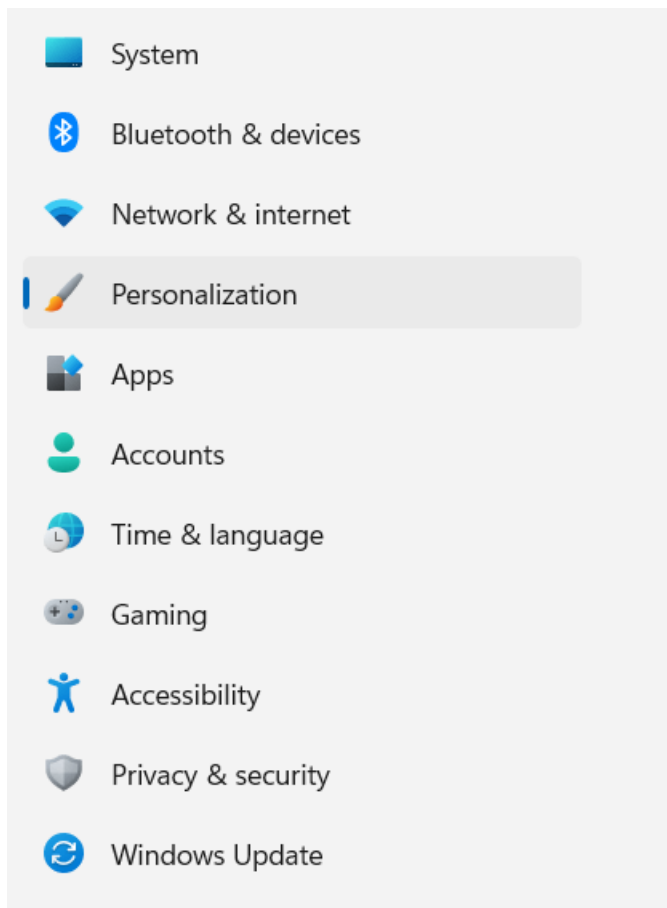 System
Bluetooth & devices
Network & internet
Personalization
Apps
Accounts
Time & language
Gaming
Accessibility
Privacy & security
Windows Update